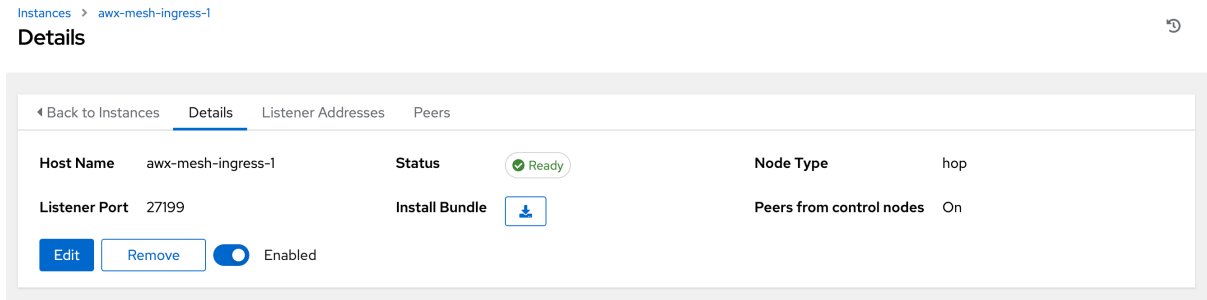 Instances > awx-mesh-ingress-1
Details
Back to Instances Details Listener Addresses Peers
Host Name awx-mesh-ingress-1 Status Ready Node Type hop
Listener Port 27199 Install Bundle Peers from control nodes On
Edit Remove Enabled